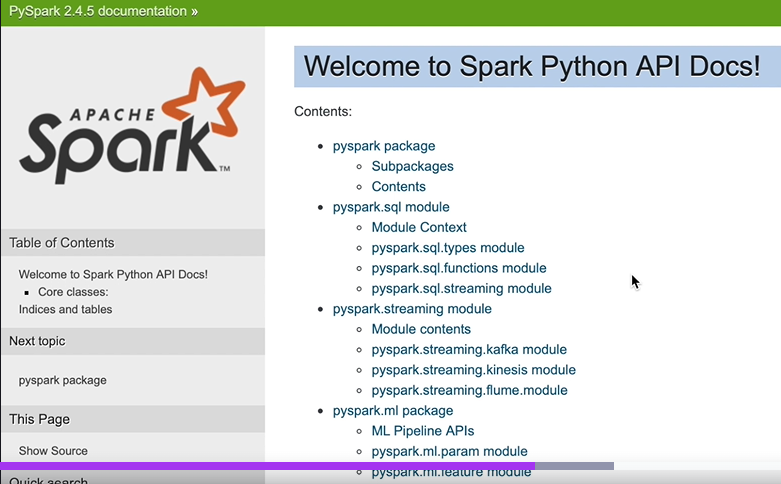 PySpark 2.4.5 documentation »
APACHE
Spark™
Table of Contents
Welcome to Spark Python API Docs!
Core classes:
Indices and tables
Next topic
pyspark package
This Page
Show Source
Quick search
Welcome to Spark Python API Docs!
Contents:
pyspark package
Subpackages
Contents
pyspark.sql module
Module Context
pyspark.sql.types module
pyspark.sql.functions module
pyspark.sql.streaming module
pyspark.streaming module
Module contents
pyspark.streaming.kafka module
pyspark.streaming.kinesis module
pyspark.streaming.flume.module
pyspark.ml package
ML Pipeline APIs
pyspark.ml.param module
pyspark.ml.feature module